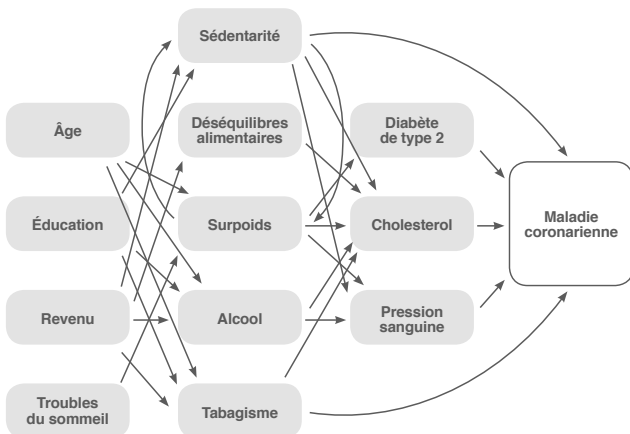 Sédentarité
Âge
Déséquilibres
alimentaires
Diabète
de type 2
Éducation
Surpoids
Cholesterol
Maladie
coronarienne
Revenu
Alcool
Pression
sanguine
Troubles
du sommeil
Tabagisme